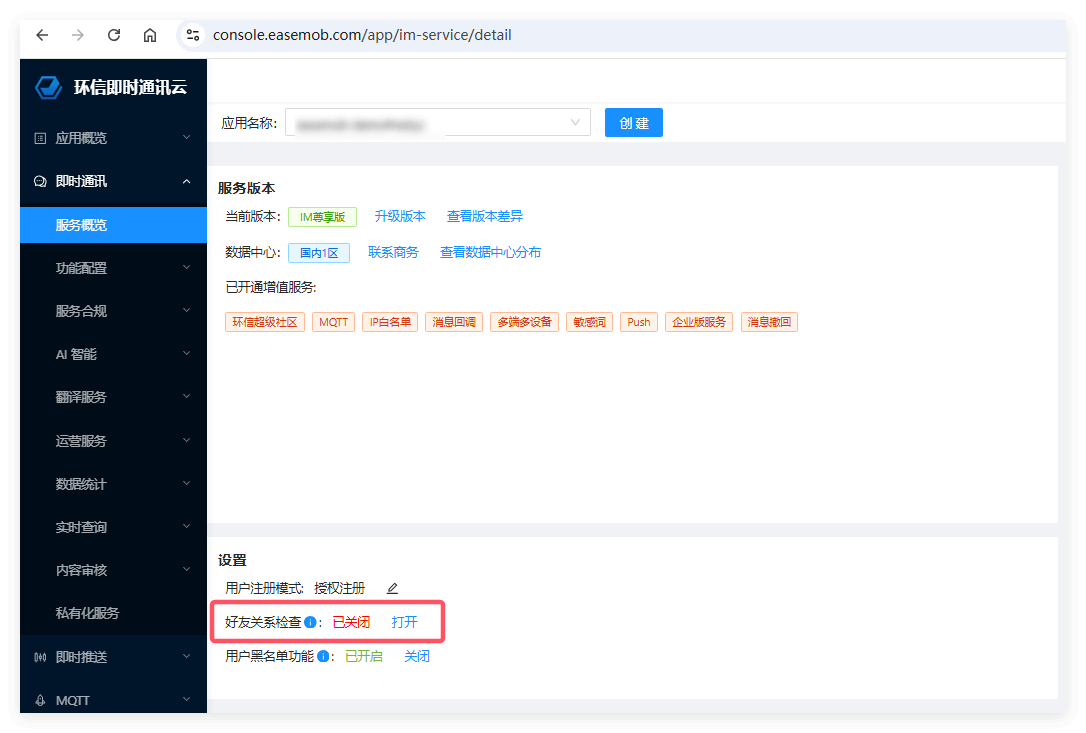 console.easemob.com/app/im-service/detail
环信即时通讯云
应用名称:
创 建
应用概览
即时通讯
服务概览
功能配置
服务合规
AI 智能
翻译服务
运营服务
数据统计
实时查询
内容审核
私有化服务
即时推送
MQTT
服务版本
当前版本: IM尊享版 升级版本 查看版本差异
数据中心: 国内1区 联系商务 查看数据中心分布
已开通增值服务:
环信超级社区 MQTT IP白名单 消息回调 多端多设备 敏感词 Push 企业版服务 消息撤回
设置
用户注册模式: 授权注册
好友关系检查 : 已关闭 打开
用户黑名单功能 : 已开启 关闭